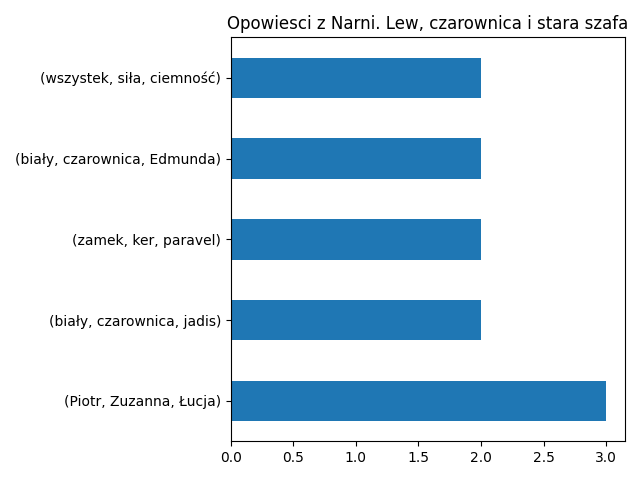 Opowiesci z Narni. Lew, czarownica i stara szafa
(wszystek, siła, ciemność)
(biały, czarownica, Edmunda)
(zamek, ker, paravel)
(biały, czarownica, jadis)
(Piotr, Zuzanna, Łucja)
0.0 0.5 1.0 1.5 2.0 2.5 3.0